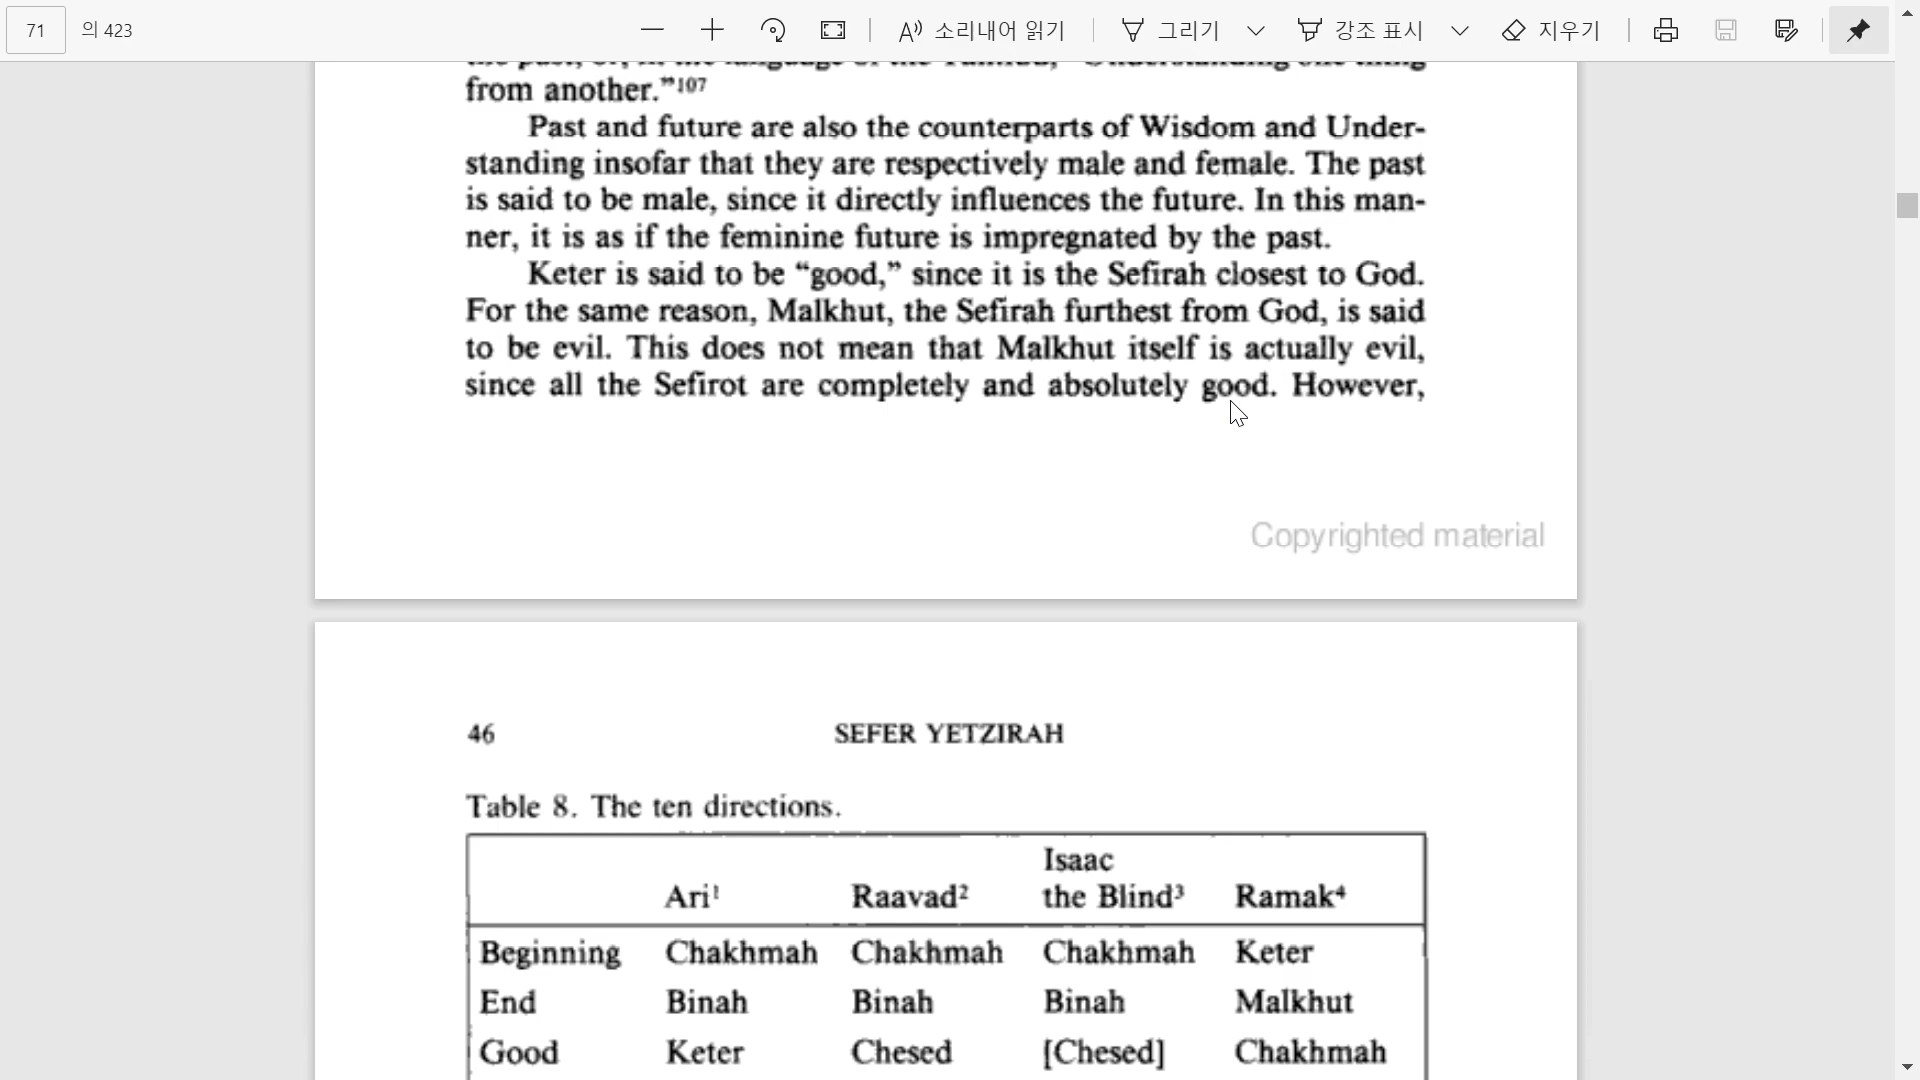 71 의 423 소리내어 읽기 그리기 강조 표시 지우기
from another.”107
Past and future are also the counterparts of Wisdom and Under-
standing insofar that they are respectively male and female. The past
is said to be male, since it directly influences the future. In this man-
ner, it is as if the feminine future is impregnated by the past.
Keter is said to be “good,” since it is the Sefirah closest to God.
For the same reason, Malkhut, the Sefirah furthest from God, is said
to be evil. This does not mean that Malkhut itself is actually evil,
since all the Sefirot are completely and absolutely good. However,
Copyrighted material
46 SEFER YETZIRAH
Table 8. The ten directions.
Isaac
Ari1 Raavad2 the Blind3 Ramak4
Beginning Chakhmah Chakhmah Chakhmah Keter
End Binah Binah Binah Malkhut
Good Keter Chesed [Chesed] Chakhmah